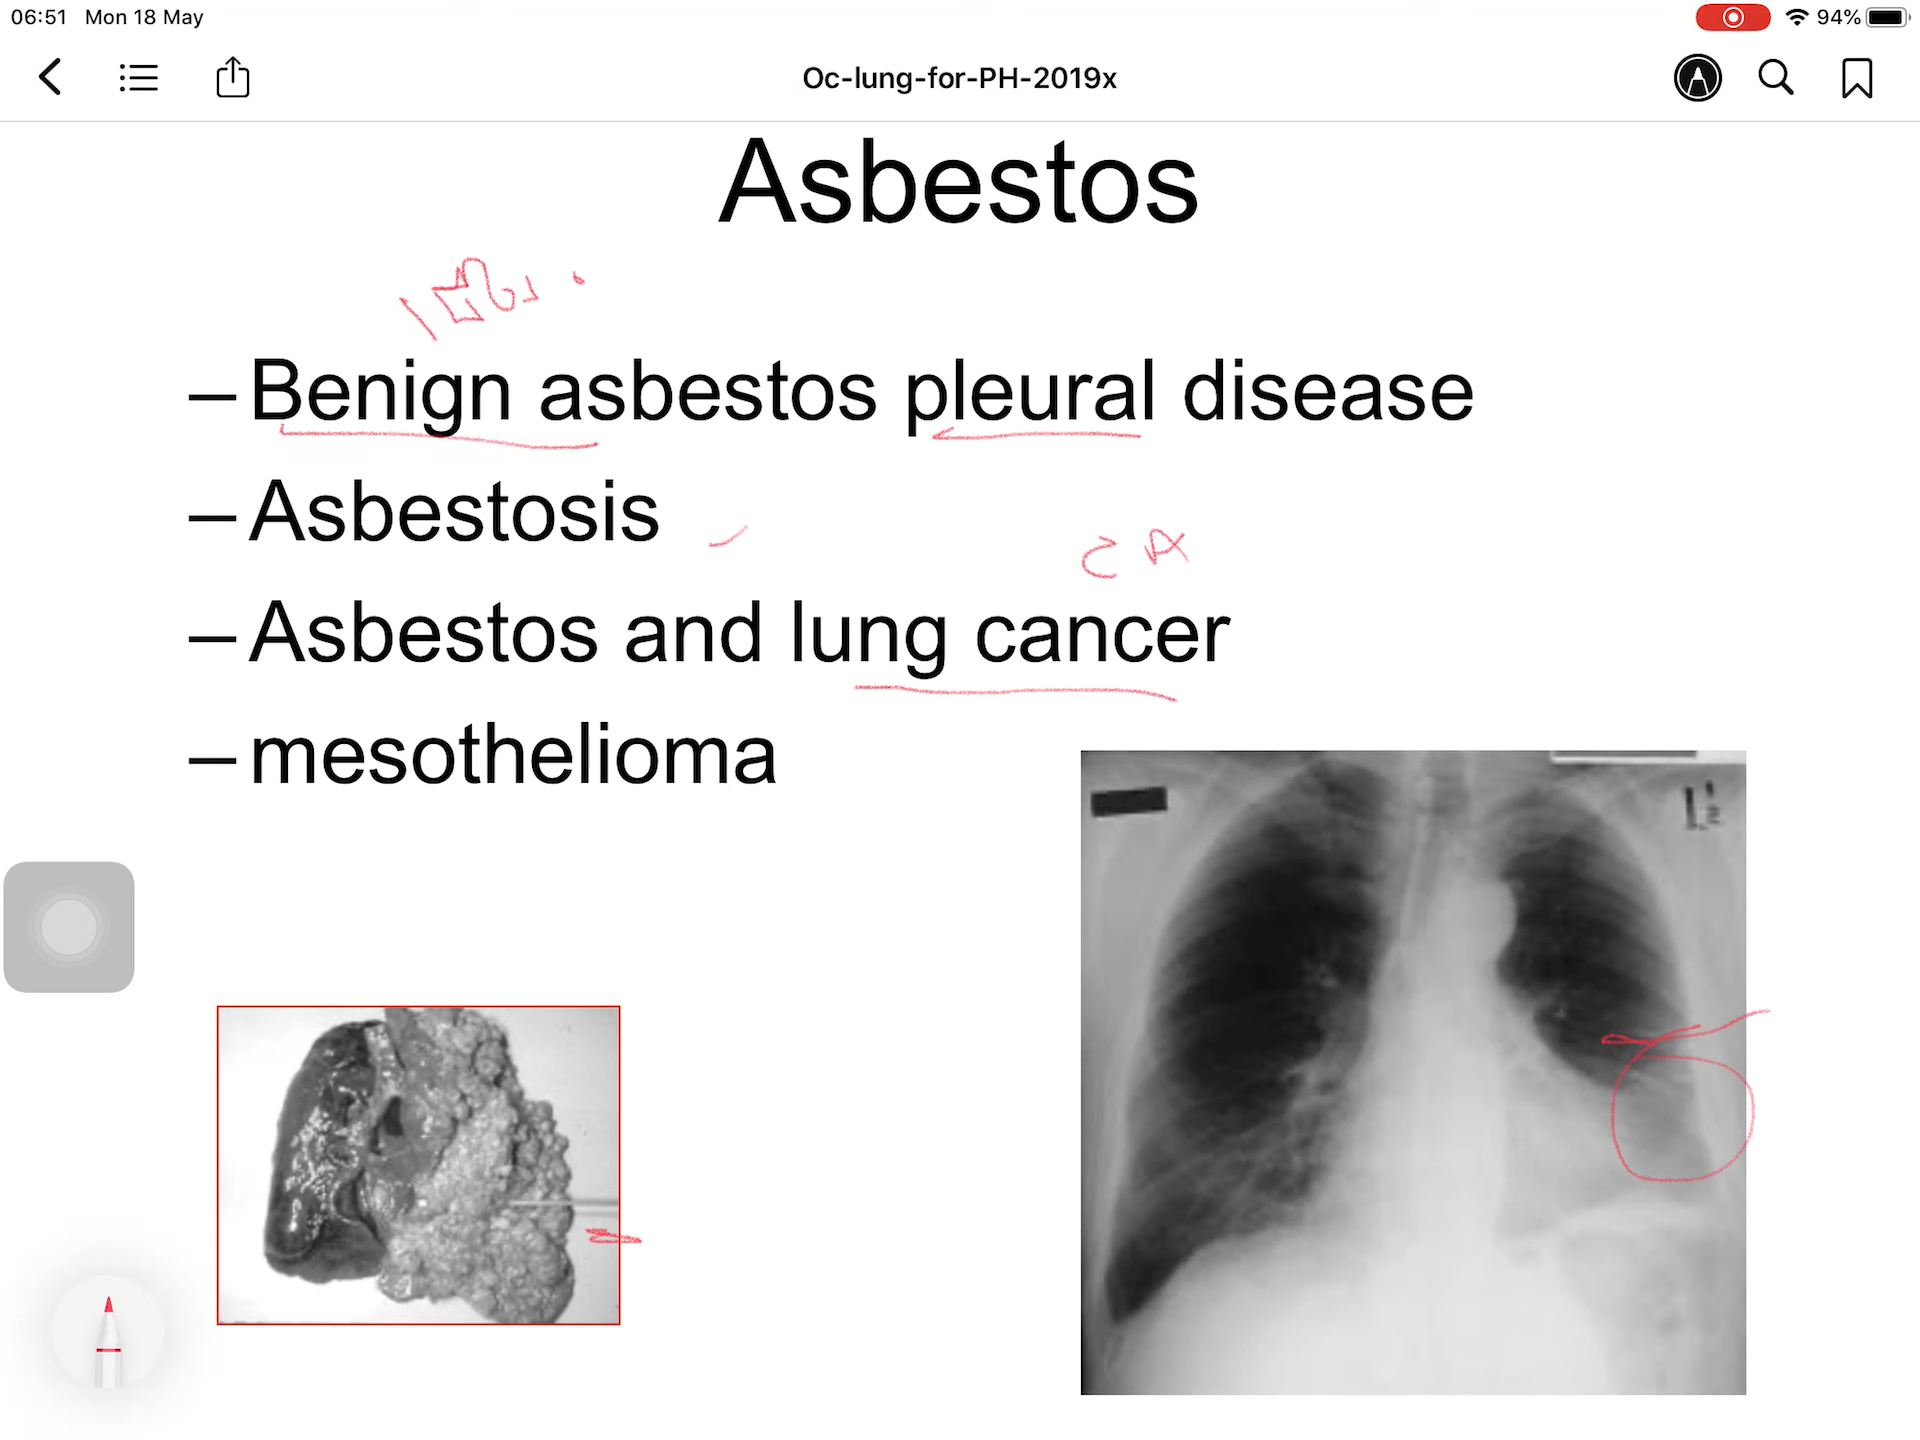 06:51 Mon 18 May 94%
Oc-lung-for-PH-2019x
Asbestos
–Benign asbestos pleural disease
–Asbestosis
CA
–Asbestos and lung cancer
–mesothelioma